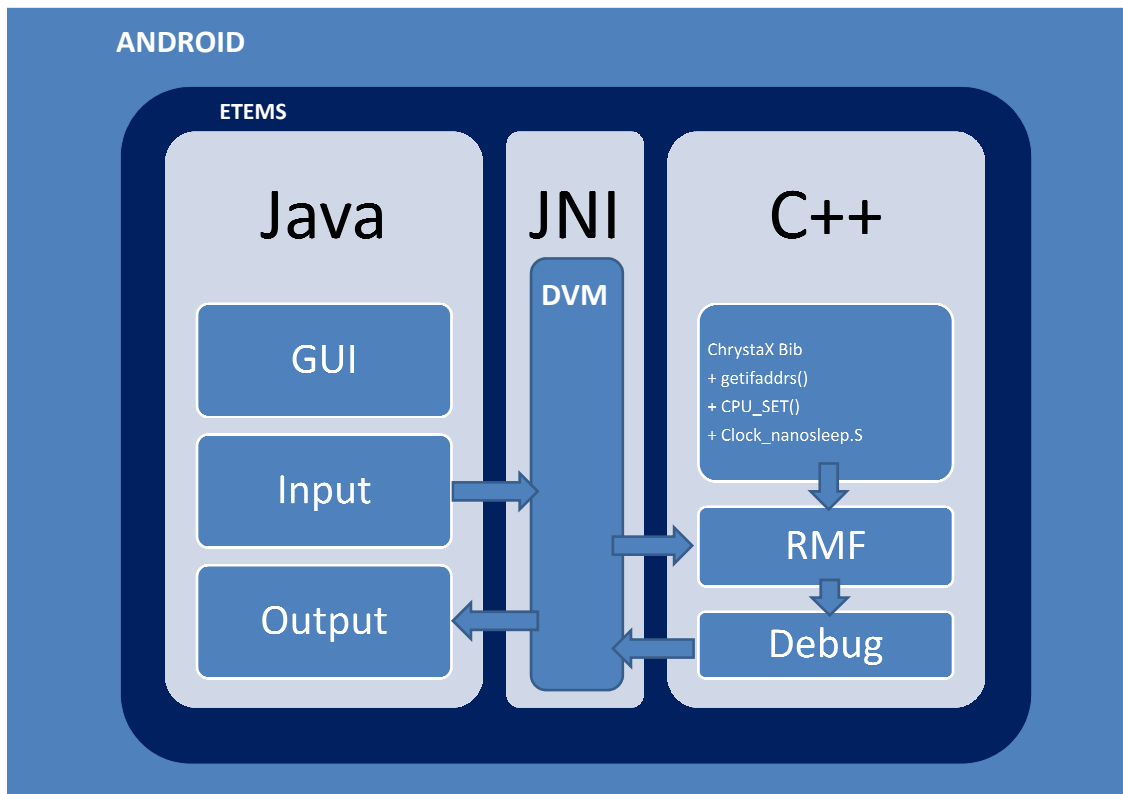 ANDROID
ETEMS
Java
GUI
Input
Output
JNI
DVM
C++
ChrystaX Bib
+ getifaddrs()
+ CPU_SET()
+ Clock_nanosleep.S
RMF
Debug